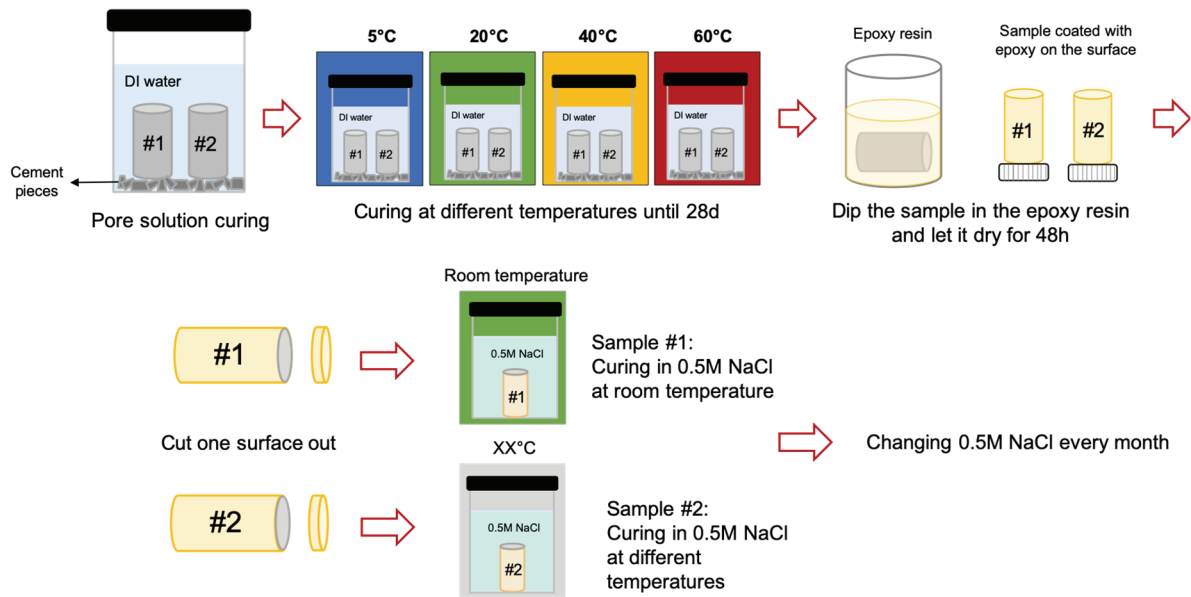 DI water
#1
#2
Cement
pieces
Pore solution curing
5°C
20°C
40°C
60°C
DI water
#1
#2
DI water
#1
#2
DI water
#1
#2
DI water
#1
#2
Curing at different temperatures until 28d
Epoxy resin
Sample coated with
epoxy on the surface
#1
#2
Dip the sample in the epoxy resin
and let it dry for 48h
#1
Cut one surface out
#2
Room temperature
0.5M NaCl
#1
Sample #1:
Curing in 0.5M NaCl
at room temperature
XX°C
0.5M NaCl
#2
Sample #2:
Curing in 0.5M NaCl
at different
temperatures
Changing 0.5M NaCl every month